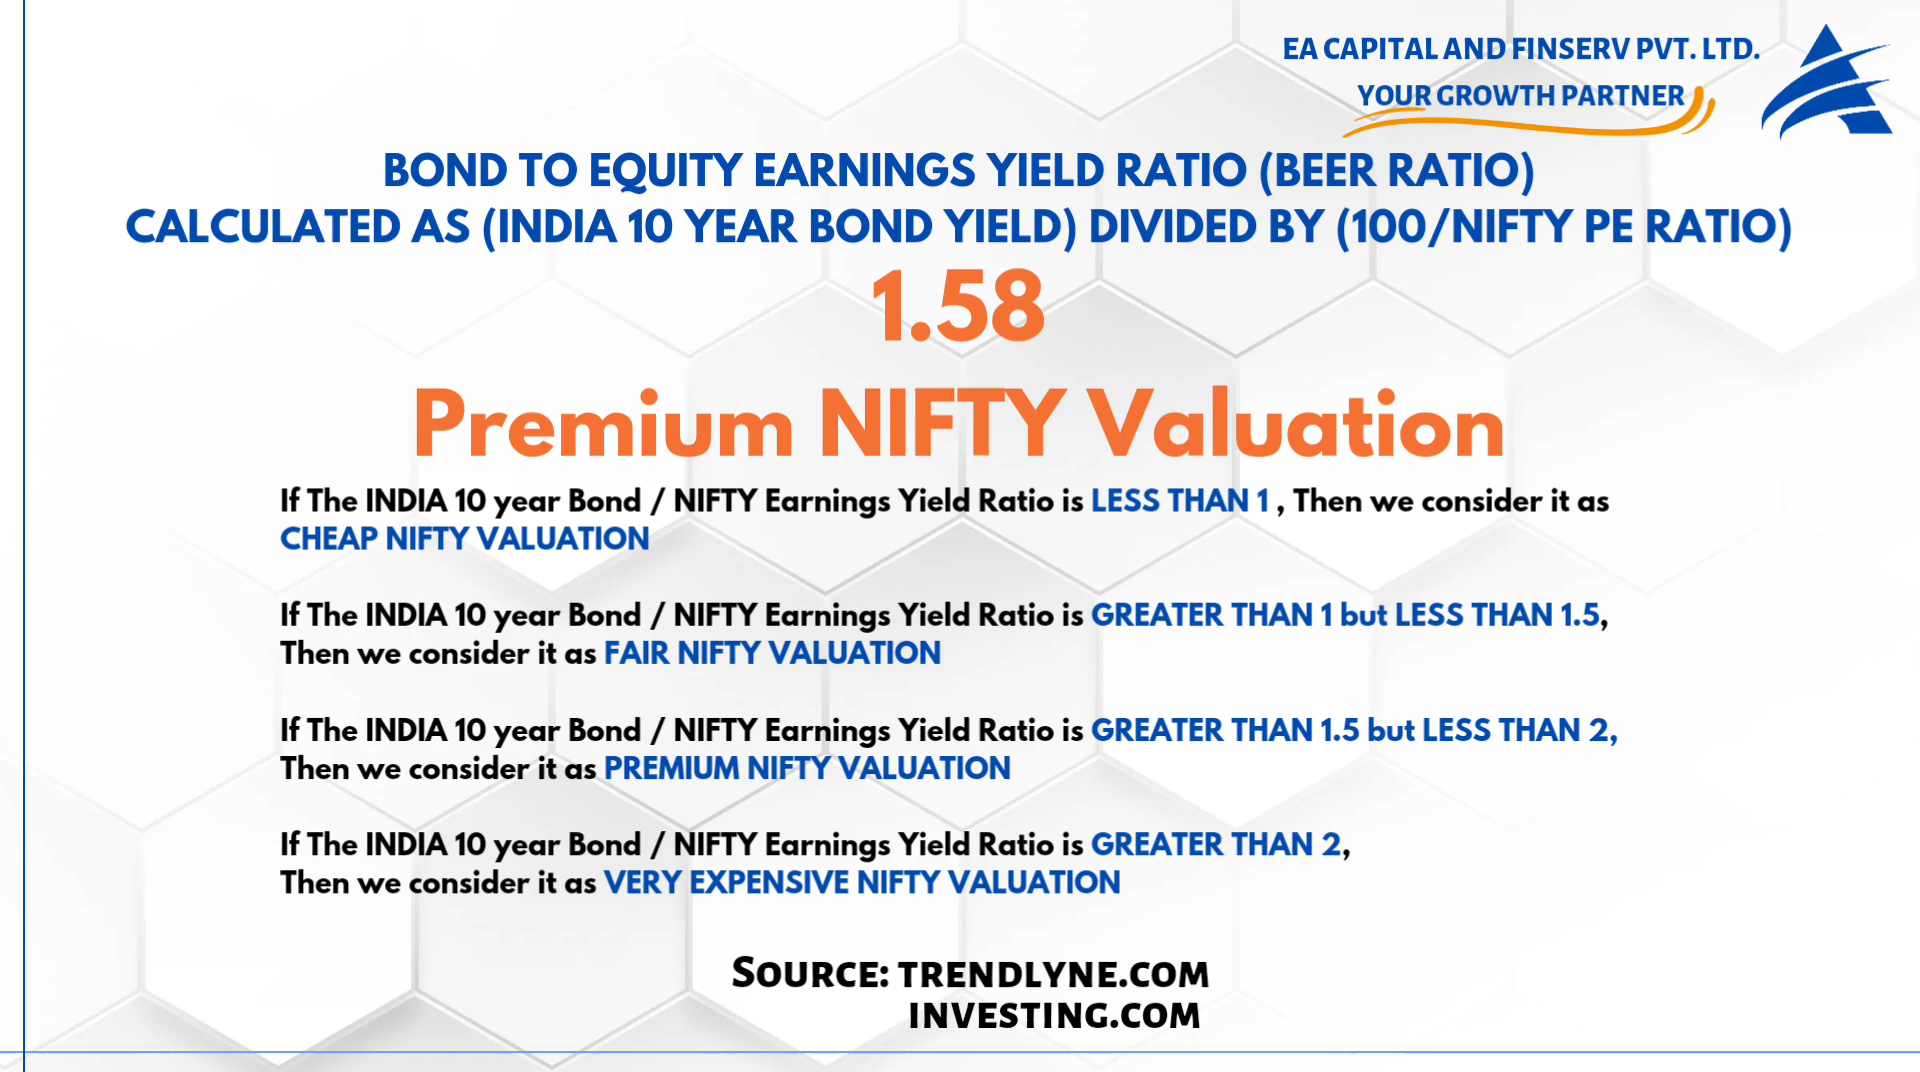 EA CAPITAL AND FINSERV PVT. LTD.
YOUR GROWTH PARTNER
BOND TO EQUITY EARNINGS YIELD RATIO (BEER RATIO)
CALCULATED AS (INDIA 10 YEAR BOND YIELD) DIVIDED BY (100/NIFTY PE RATIO)
1.58
Premium NIFTY Valuation
If The INDIA 10 year Bond / NIFTY Earnings Yield Ratio is LESS THAN 1 , Then we consider it as
CHEAP NIFTY VALUATION
If The INDIA 10 year Bond / NIFTY Earnings Yield Ratio is GREATER THAN 1 but LESS THAN 1.5,
Then we consider it as FAIR NIFTY VALUATION
If The INDIA 10 year Bond / NIFTY Earnings Yield Ratio is GREATER THAN 1.5 but LESS THAN 2,
Then we consider it as PREMIUM NIFTY VALUATION
If The INDIA 10 year Bond / NIFTY Earnings Yield Ratio is GREATER THAN 2,
Then we consider it as VERY EXPENSIVE NIFTY VALUATION
SOURCE: TRENDLYNE.COM
INVESTING.COM